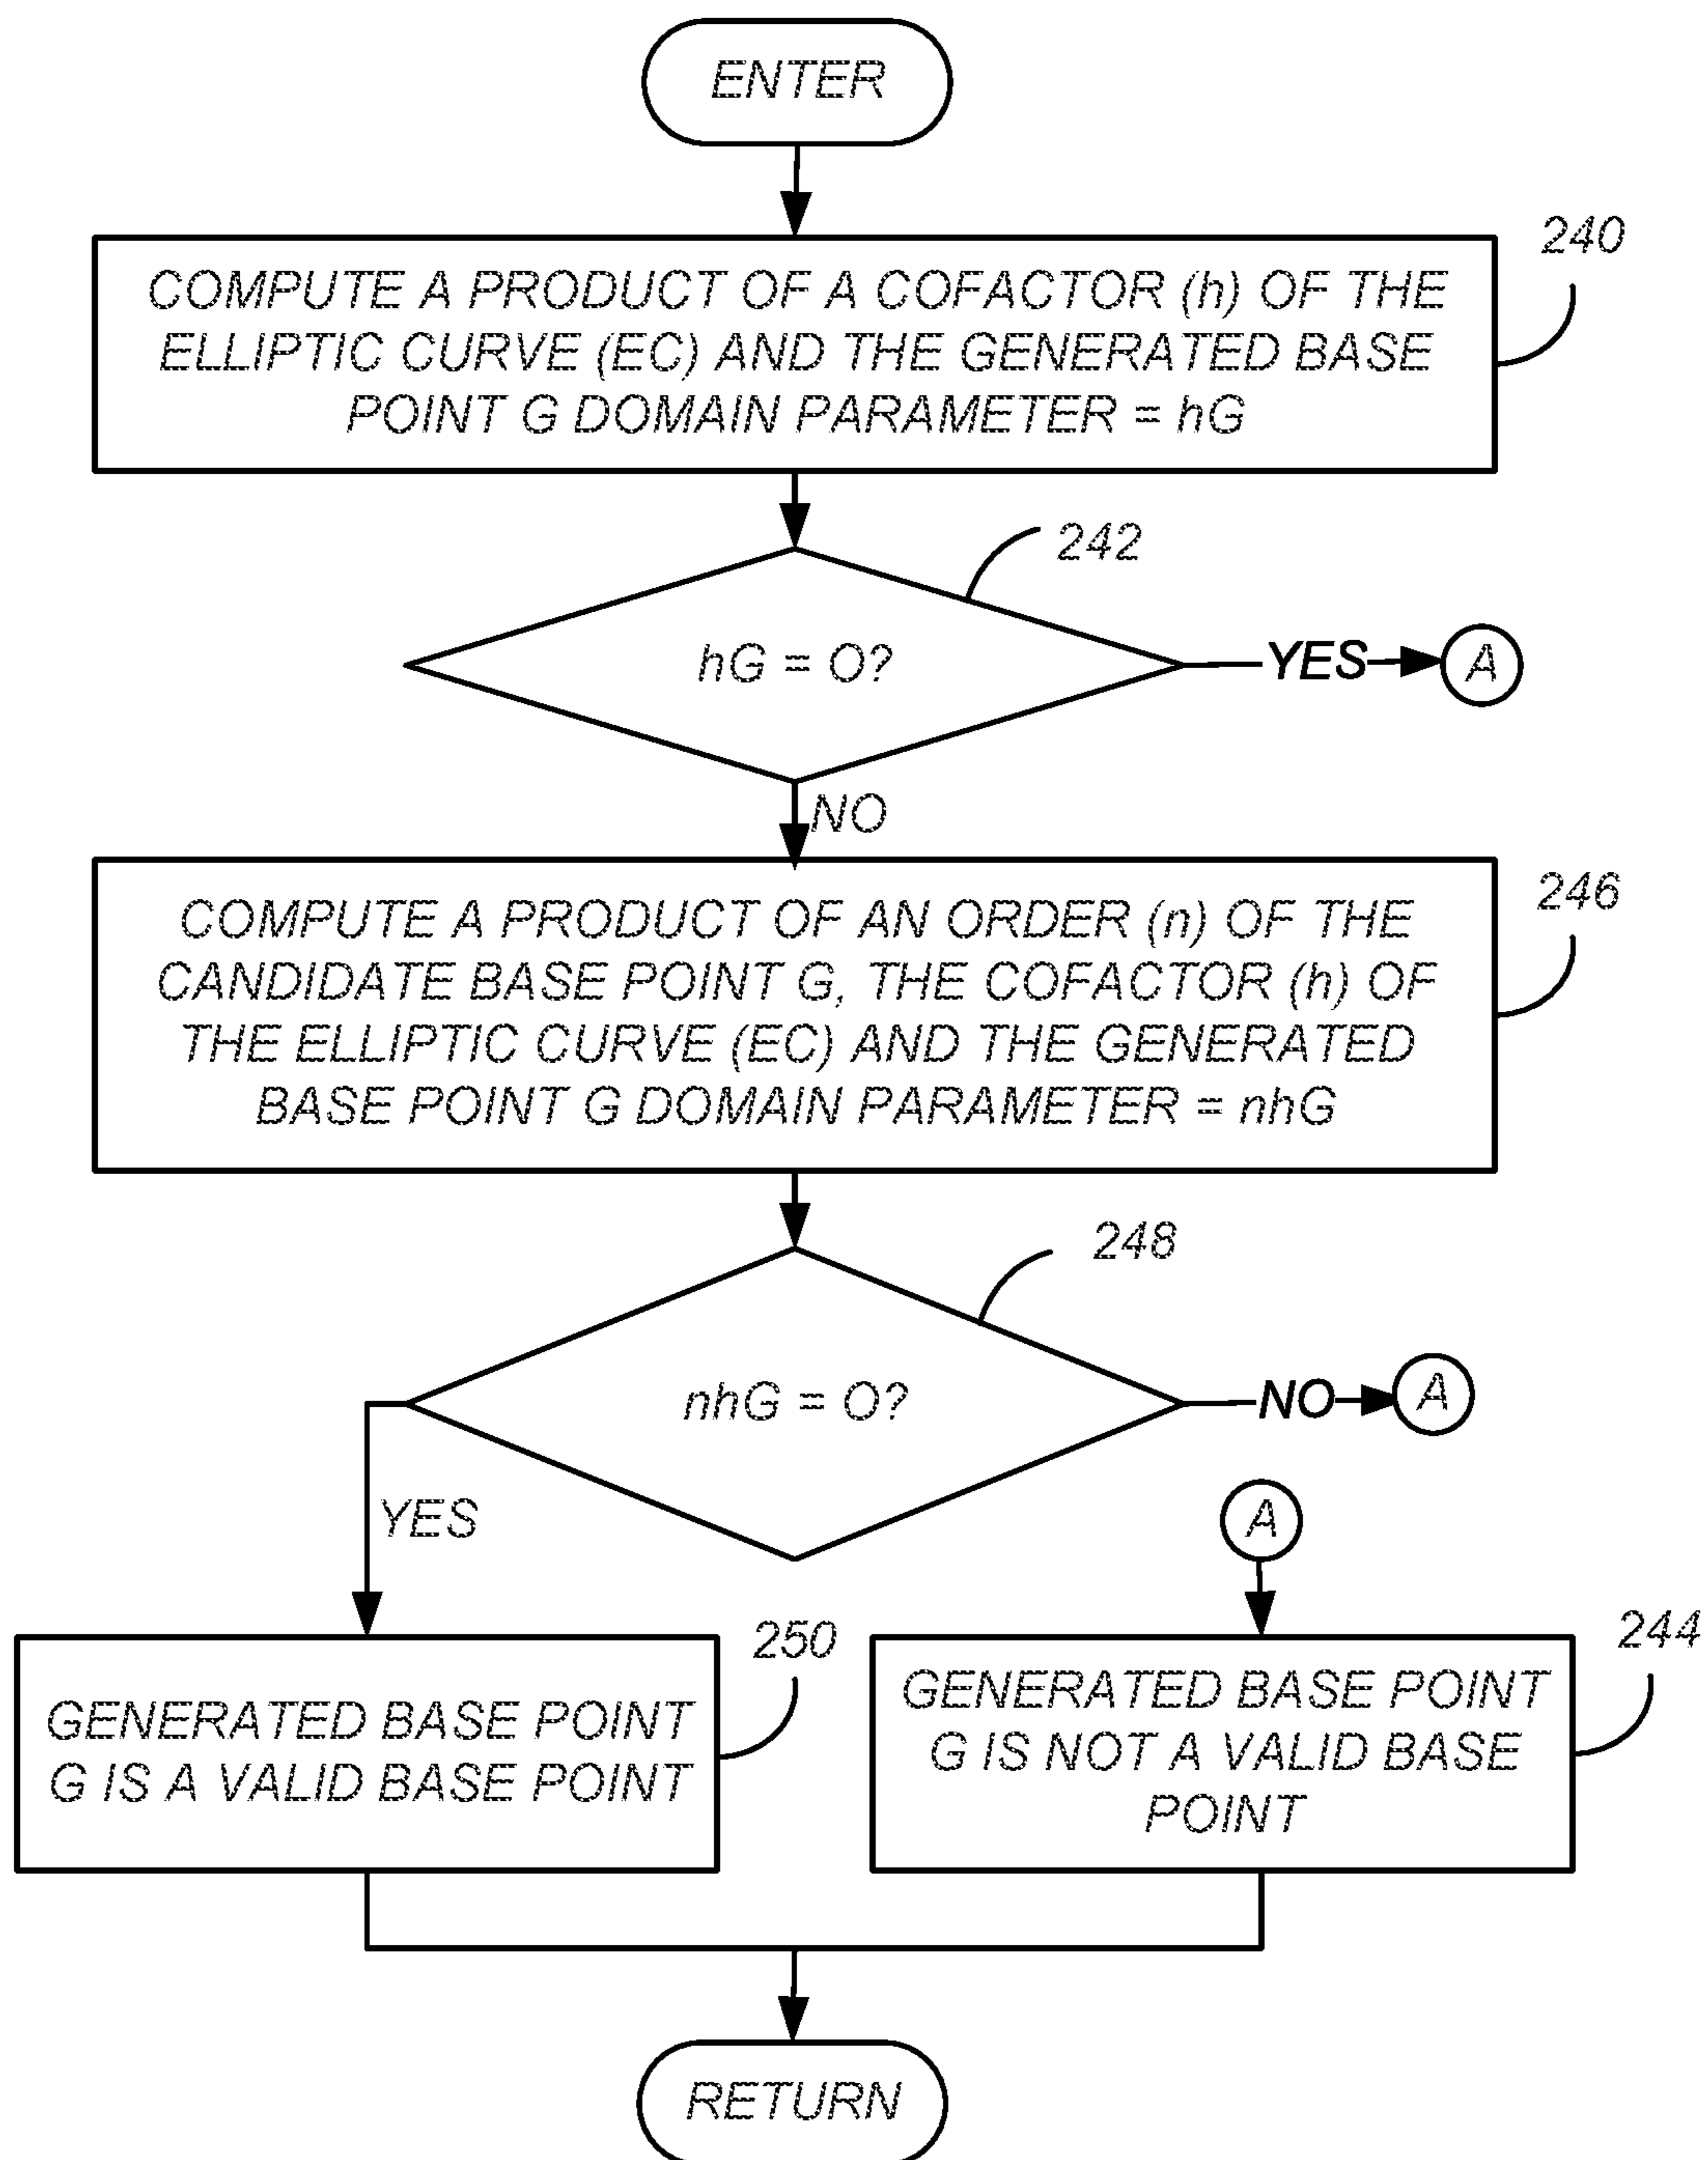 ENTER
240
COMPUTE A PRODUCT OF A COFACTOR (h) OF THE
ELLIPTIC CURVE (EC) AND THE GENERATED BASE
POINT G DOMAIN PARAMETER = hG
242
hG = O?
YES
A
NO
246
COMPUTE A PRODUCT OF AN ORDER (n) OF THE
CANDIDATE BASE POINT G, THE COFACTOR (h) OF
THE ELLIPTIC CURVE (EC) AND THE GENERATED
BASE POINT G DOMAIN PARAMETER = nhG
248
nhG = O?
NO
A
YES
A
250
GENERATED BASE POINT
G IS A VALID BASE POINT
244
GENERATED BASE POINT
G IS NOT A VALID BASE
POINT
RETURN